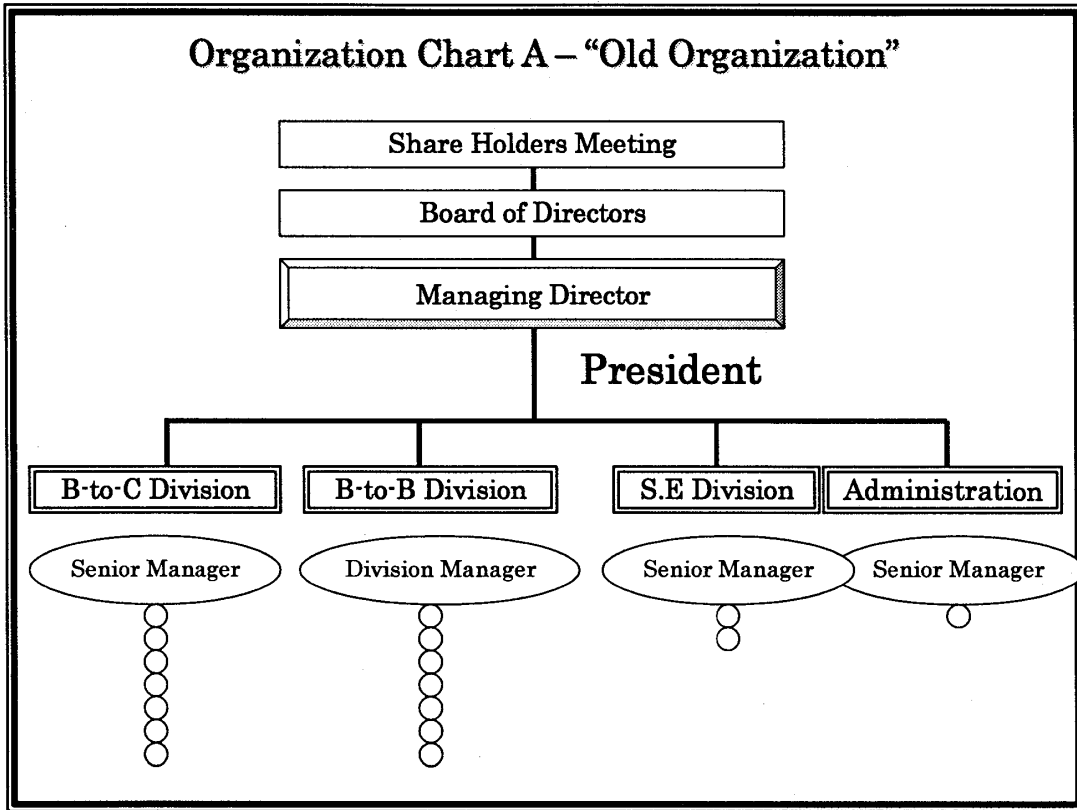 Organization Chart A – “Old Organization”
Share Holders Meeting
Board of Directors
Managing Director
President
B-to-C Division
B-to-B Division
S.E Division
Administration
Senior Manager
Division Manager
Senior Manager
Senior Manager